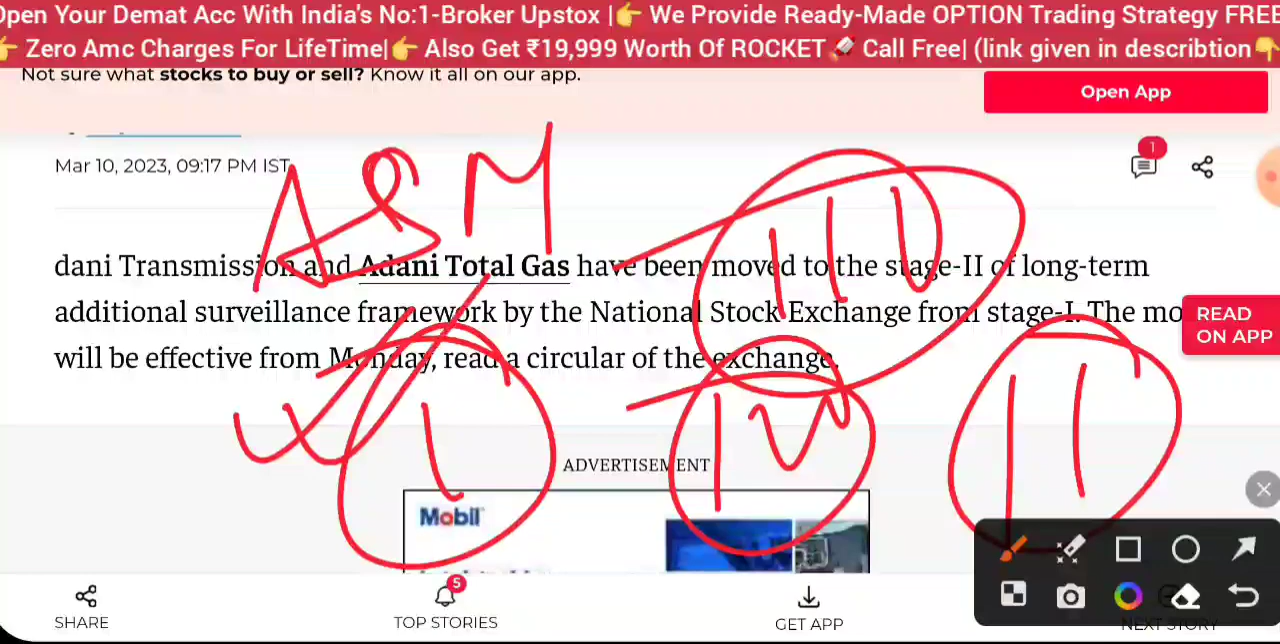 Open Your Demat Acc With India's No:1-Broker Upstox |👉 We Provide Ready-Made OPTION Trading Strategy FREE
👉 Zero Amc Charges For LifeTime|👉 Also Get ₹19,999 Worth Of ROCKET🚀 Call Free| (link given in describtion👇
Not sure what stocks to buy or sell? Know it all on our app.
Open App
Mar 10, 2023, 09:17 PM IST
1
ASM
III
dani Transmission and Adani Total Gas have been moved to the stage-II of long-term
additional surveillance framework by the National Stock Exchange from stage-I. The mo
READ
ON APP
will be effective from Monday, read a circular of the exchange.
I
IV
II
ADVERTISEMENT
Mobil
5
SHARE
TOP STORIES
GET APP
NEXT STORY